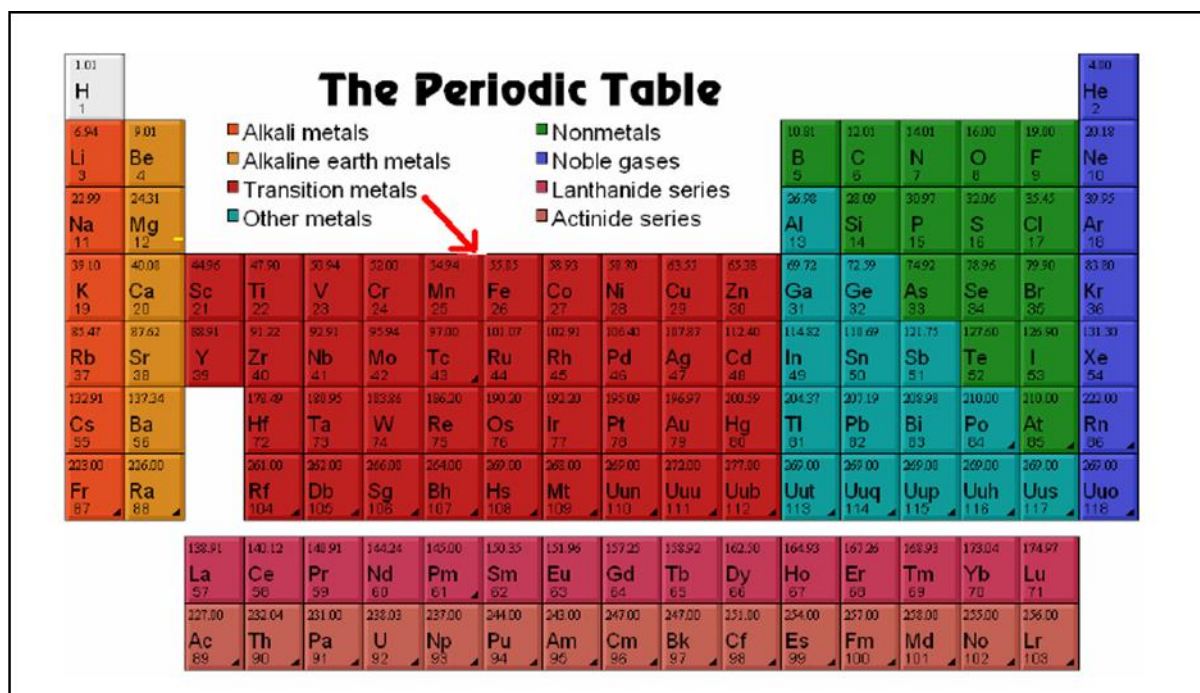 The Periodic Table
Alkali metals
Alkaline earth metals
Transition metals
Other metals
Nonmetals
Noble gases
Lanthanide series
Actinide series
1.01 4.00
H He
1 2
6.94 9.01 10.81 12.01 14.01 16.00 19.00 20.18
Li Be B C N O F Ne
3 4 5 6 7 8 9 10
22.99 24.31 26.98 28.09 30.97 32.06 35.45 39.95
Na Mg Al Si P S Cl Ar
11 12 13 14 15 16 17 18
39.10 40.08 44.96 47.90 50.94 52.00 54.94 55.85 58.93 58.70 63.55 65.38 69.72 72.59 74.92 78.96 79.90 83.80
K Ca Sc Ti V Cr Mn Fe Co Ni Cu Zn Ga Ge As Se Br Kr
19 20 21 22 23 24 25 26 27 28 29 30 31 32 33 34 35 36
85.47 87.62 88.91 91.22 92.91 95.94 97.00 101.07 102.91 106.40 107.87 112.40 114.82 118.69 121.75 127.60 126.90 131.30
Rb Sr Y Zr Nb Mo Tc Ru Rh Pd Ag Cd In Sn Sb Te I Xe
37 38 39 40 41 42 43 44 45 46 47 48 49 50 51 52 53 54
132.91 137.34 178.49 180.95 183.86 186.20 190.20 192.20 195.09 196.97 200.59 204.37 207.19 208.98 210.00 210.00 222.00
Cs Ba Hf Ta W Re Os Ir Pt Au Hg Tl Pb Bi Po At Rn
55 56 72 73 74 75 76 77 78 79 80 81 82 83 84 85 86
223.00 226.00 261.00 262.00 266.00 264.00 269.00 268.00 269.00 272.00 277.00 269.00 269.00 269.00 269.00 269.00 269.00
Fr Ra Rf Db Sg Bh Hs Mt Uun Uuu Uub Uut Uuq Uup Uuh Uus Uuo
87 88 104 105 106 107 108 109 110 111 112 113 114 115 116 117 118
138.91 140.12 140.91 144.24 145.00 150.35 151.96 157.25 158.92 162.50 164.93 167.26 168.93 173.04 174.97
La Ce Pr Nd Pm Sm Eu Gd Tb Dy Ho Er Tm Yb Lu
57 58 59 60 61 62 63 64 65 66 67 68 69 70 71
227.00 232.04 231.00 238.03 237.00 244.00 243.00 247.00 247.00 251.00 254.00 257.00 258.00 255.00 256.00
Ac Th Pa U Np Pu Am Cm Bk Cf Es Fm Md No Lr
89 90 91 92 93 94 95 96 97 98 99 100 101 102 103